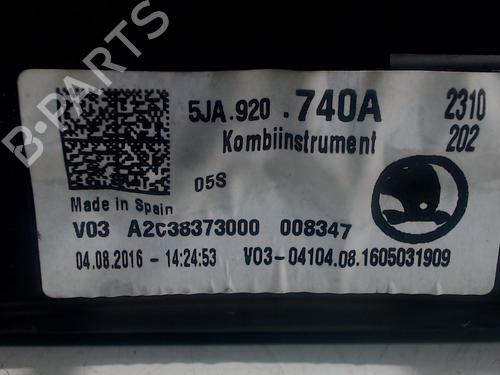 B-PARTS
5JA.920 .740A 2310
Kombiinstrument 202
05S
Made in Spain
V03 A2C38373000 008347
04.08.2016 - 14:24:53 V03-04104.08.1605031909